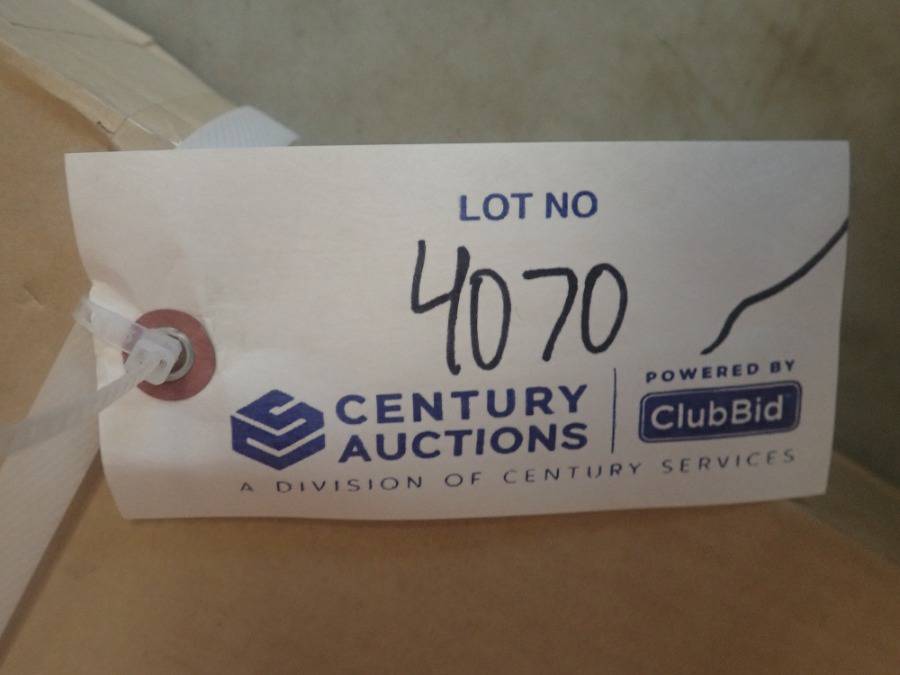 LOT NO
4070
CENTURY AUCTIONS
POWERED BY
ClubBid
A DIVISION OF CENTURY SERVICES